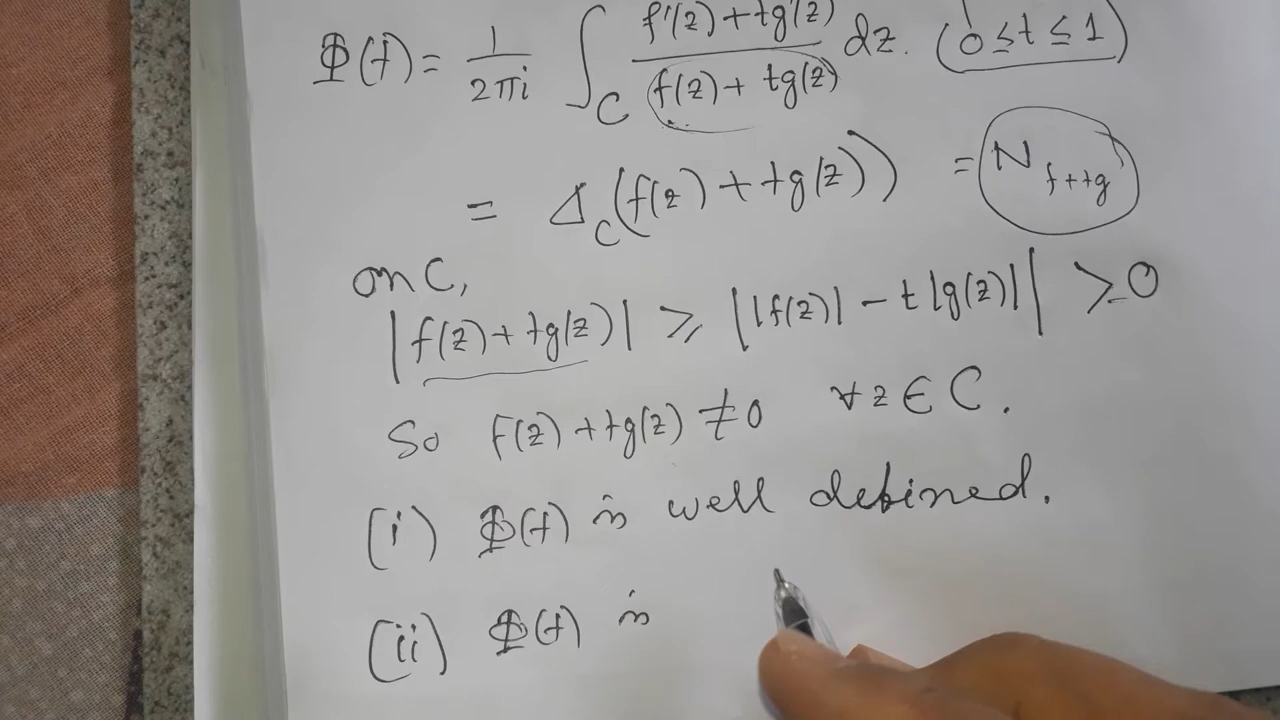 Φ(t) = 1/2πi ∫_C f'(z)+tg'(z)/f(z)+tg(z) dz. (0≤t≤1)
= Δ_C(f(z)+tg(z)) = N_{f+tg}
on C,
|f(z)+tg(z)| ≥ ||f(z)|-t|g(z)|| >0
So f(z)+tg(z) ≠0 ∀z∈C.
(i) Φ(t) is well defined.
(ii) Φ(t) is